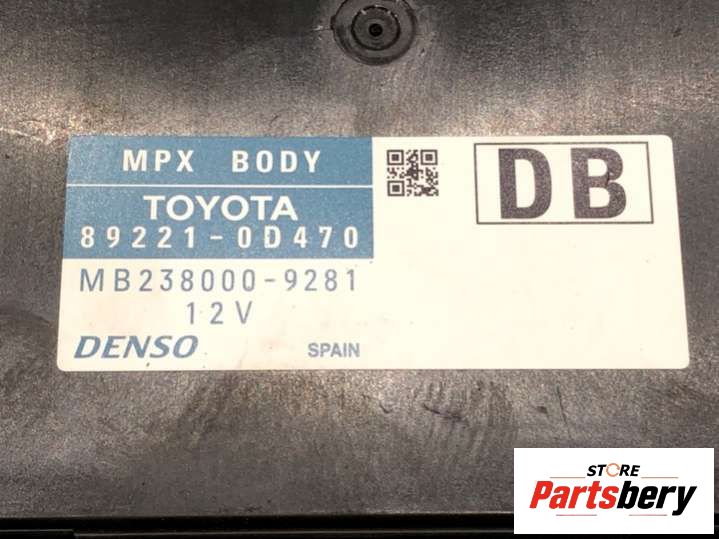 MPX BODY
TOYOTA
89221-0D470
MB238000-9281
12V
DENSO SPAIN
DB
STORE
Partsbery